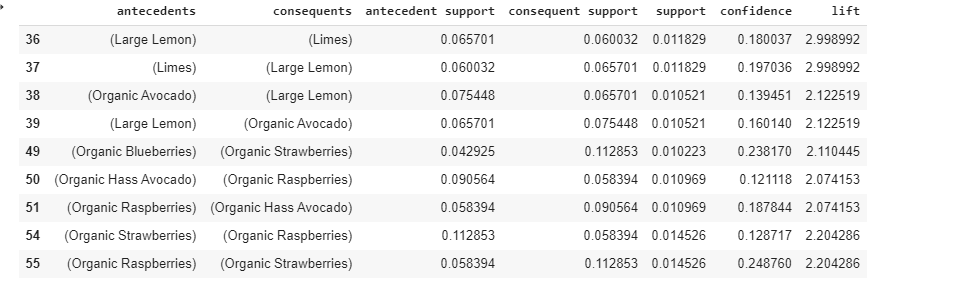 antecedents consequents antecedent support consequent support support confidence lift
36 (Large Lemon) (Limes) 0.065701 0.060032 0.011829 0.180037 2.998992
37 (Limes) (Large Lemon) 0.060032 0.065701 0.011829 0.197036 2.998992
38 (Organic Avocado) (Large Lemon) 0.075448 0.065701 0.010521 0.139451 2.122519
39 (Large Lemon) (Organic Avocado) 0.065701 0.075448 0.010521 0.160140 2.122519
49 (Organic Blueberries) (Organic Strawberries) 0.042925 0.112853 0.010223 0.238170 2.110445
50 (Organic Hass Avocado) (Organic Raspberries) 0.090564 0.058394 0.010969 0.121118 2.074153
51 (Organic Raspberries) (Organic Hass Avocado) 0.058394 0.090564 0.010969 0.187844 2.074153
54 (Organic Strawberries) (Organic Raspberries) 0.112853 0.058394 0.014526 0.128717 2.204286
55 (Organic Raspberries) (Organic Strawberries) 0.058394 0.112853 0.014526 0.248760 2.204286